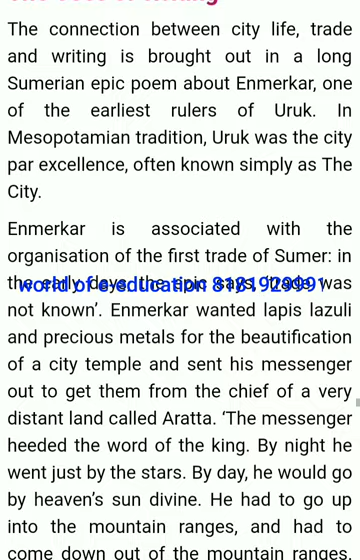 The connection between city life, trade
and writing is brought out in a long
Sumerian epic poem about Enmerkar, one
of the earliest rulers of Uruk. In
Mesopotamian tradition, Uruk was the city
par excellence, often known simply as The
City.
Enmerkar is associated with the
organisation of the first trade of Sumer: in
the early days, the epic says, ‘trade was
world of e-education 8181929991
not known’. Enmerkar wanted lapis lazuli
and precious metals for the beautification
of a city temple and sent his messenger
out to get them from the chief of a very
distant land called Aratta. ‘The messenger
heeded the word of the king. By night he
went just by the stars. By day, he would go
by heaven’s sun divine. He had to go up
into the mountain ranges, and had to
come down out of the mountain ranges.